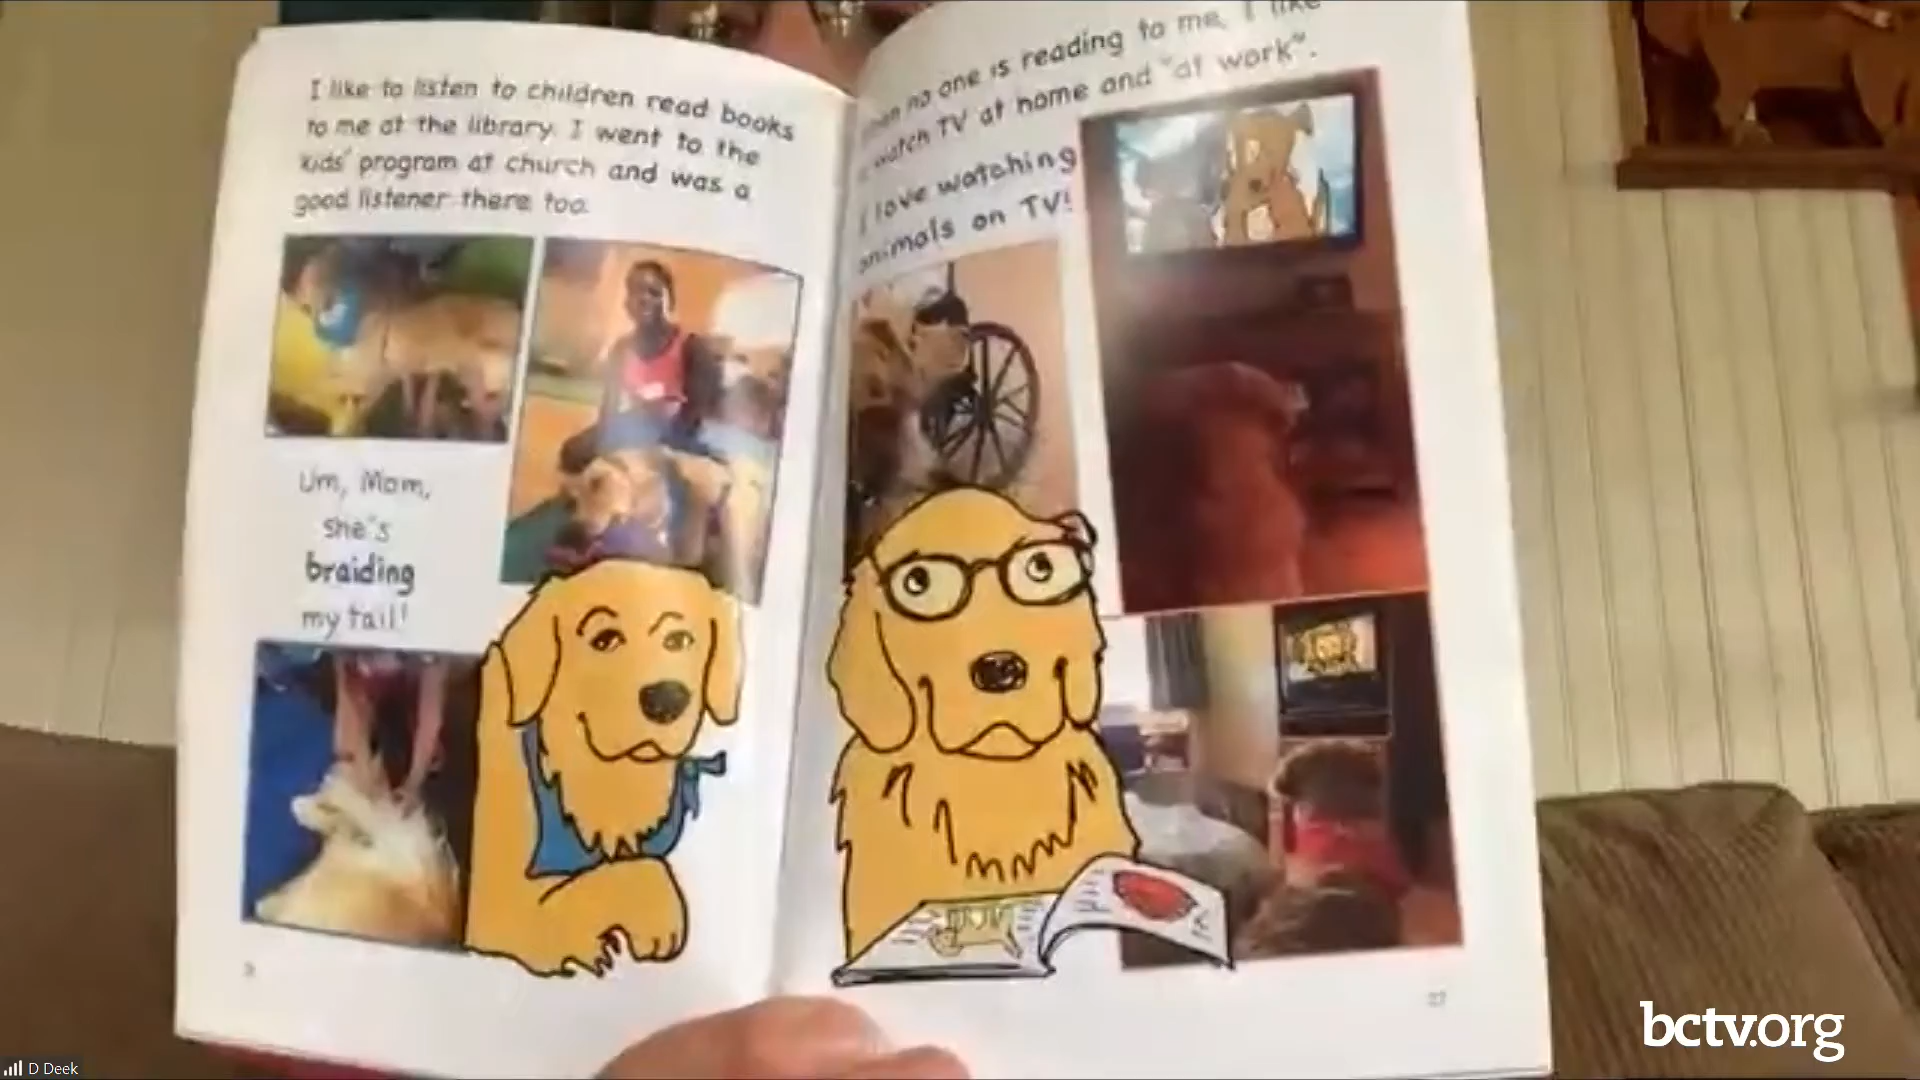 I like to listen to children read books
to me at the library. I went to the
kids' program at church and was a
good listener there too.
Um, Mom,
she's
braiding
my tail!
no one is reading to me, I like
watch TV at home and "at work".
I love watching
animals on TV!
27
bctv.org
D Deek